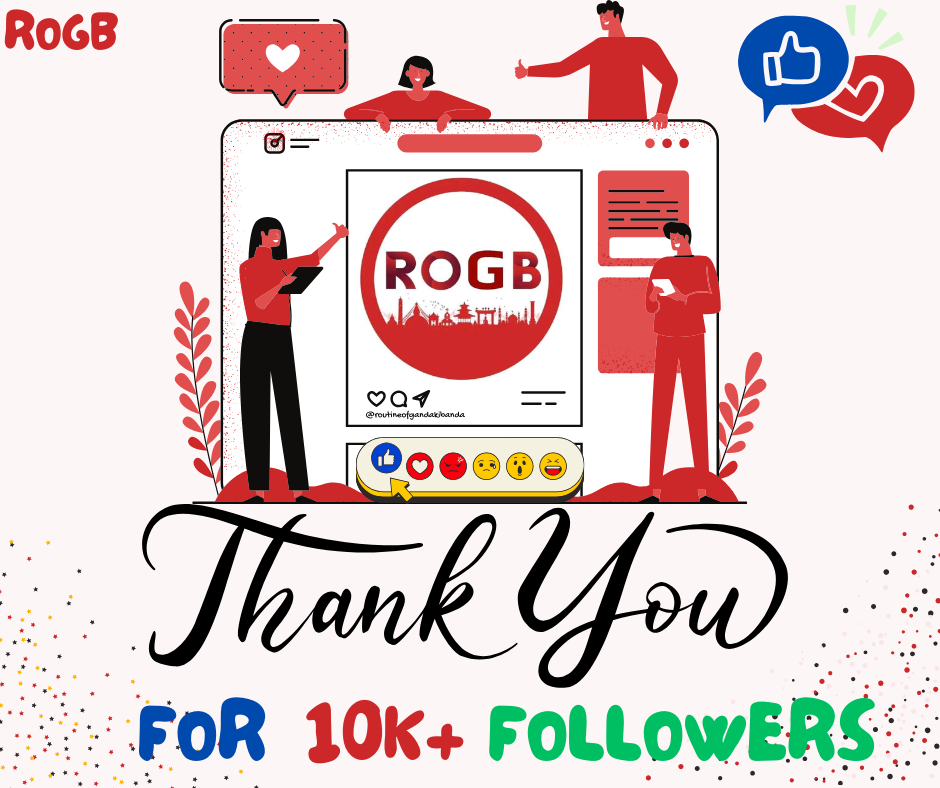 ROGB
ROGB
@routineofgandakibanda
Thank You
FOR 10K+ FOLLOWERS